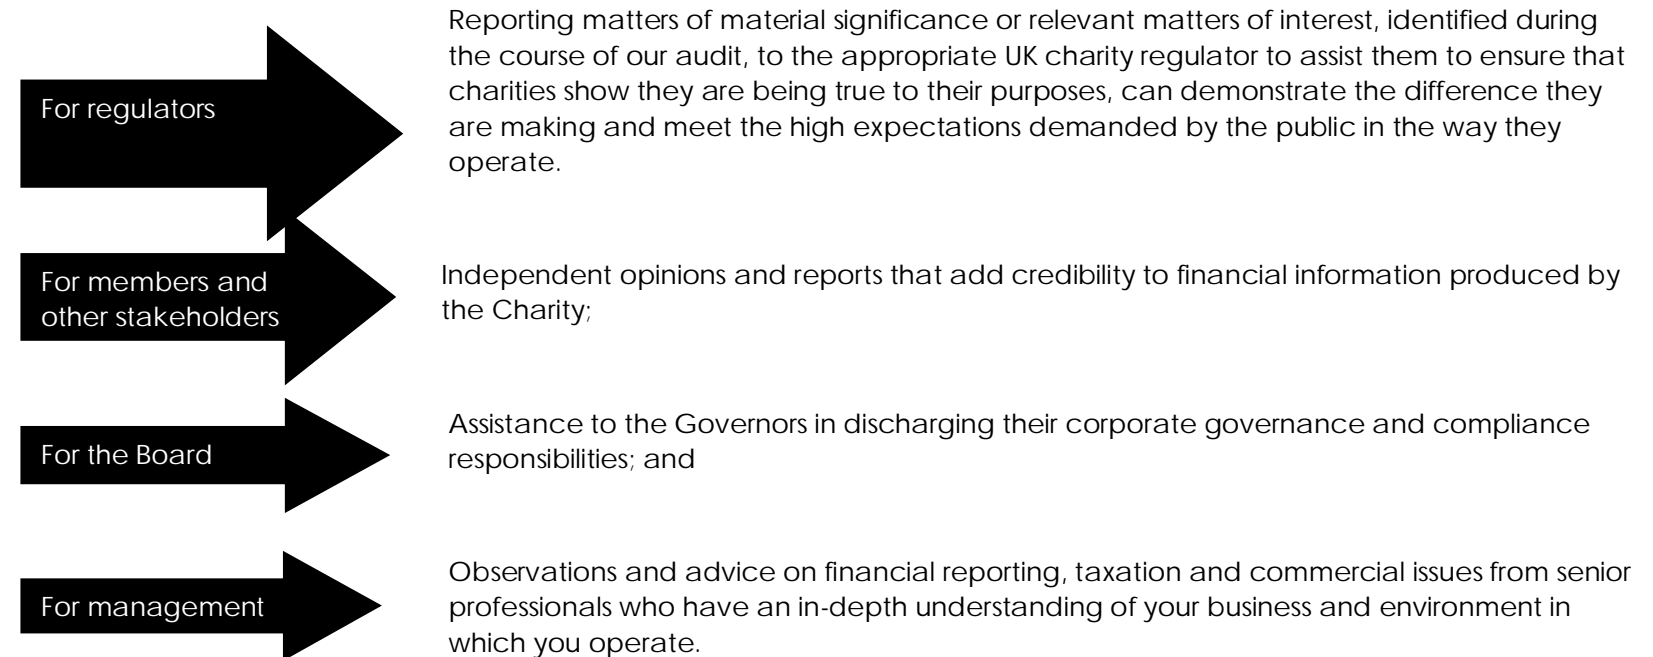 For regulators
Reporting matters of material significance or relevant matters of interest, identified during
the course of our audit, to the appropriate UK charity regulator to assist them to ensure that
charities show they are being true to their purposes, can demonstrate the difference they
are making and meet the high expectations demanded by the public in the way they
operate.
For members and
other stakeholders
Independent opinions and reports that add credibility to financial information produced by
the Charity;
For the Board
Assistance to the Governors in discharging their corporate governance and compliance
responsibilities; and
For management
Observations and advice on financial reporting, taxation and commercial issues from senior
professionals who have an in-depth understanding of your business and environment in
which you operate.